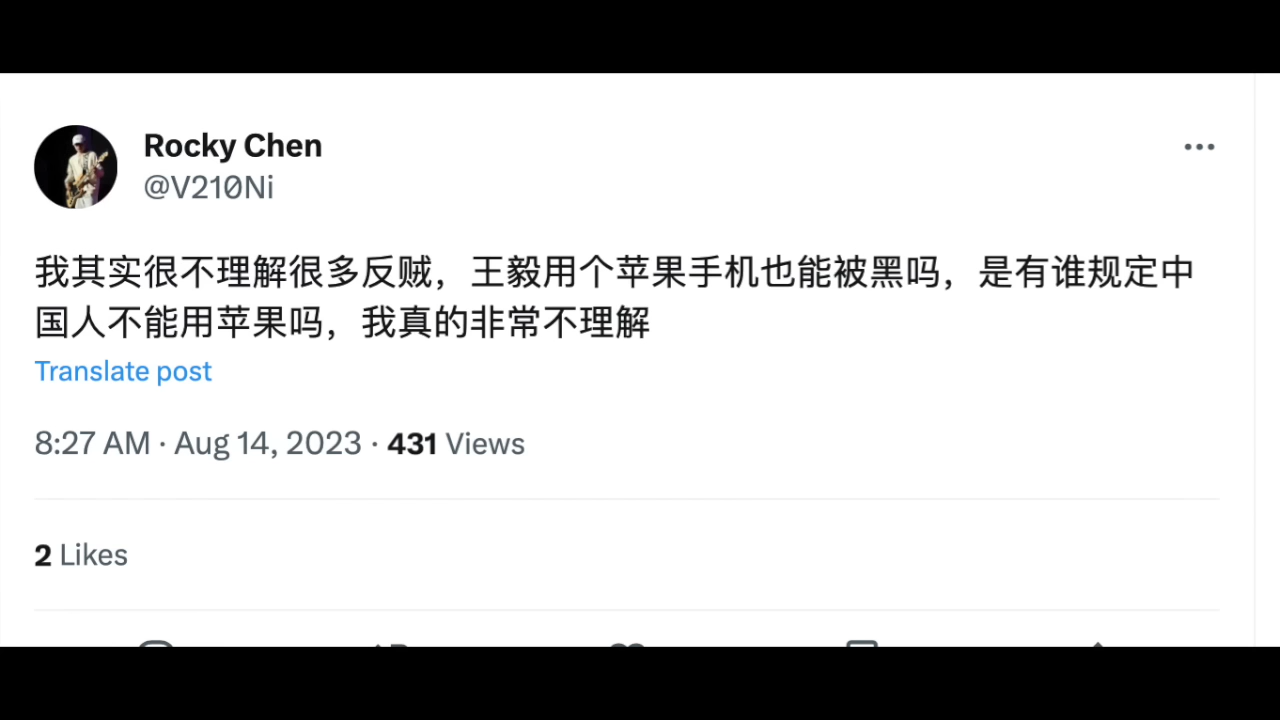 Rocky Chen
@V210Ni
我其实很不理解很多反贼，王毅用个苹果手机也能被黑吗，是有谁规定中
国人不能用苹果吗，我真的非常不理解
Translate post
8:27 AM · Aug 14, 2023 · 431 Views
2 Likes